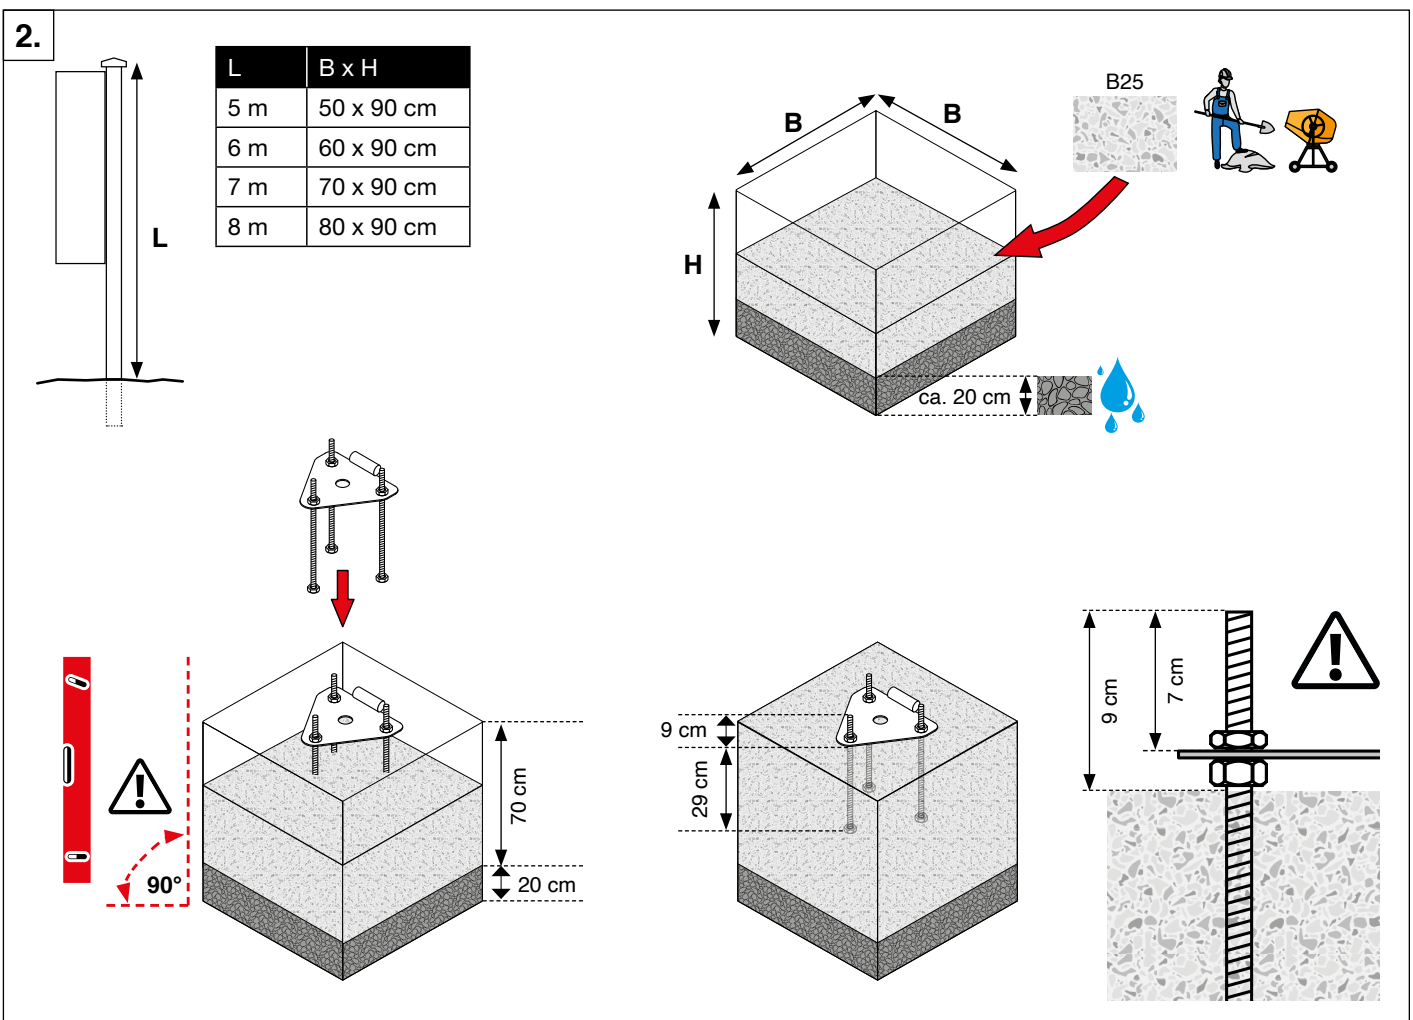 2.
L B x H
5 m 50 x 90 cm
6 m 60 x 90 cm
7 m 70 x 90 cm
8 m 80 x 90 cm
L
B
B
H
B25
ca. 20 cm
90°
70 cm
20 cm
9 cm
29 cm
9 cm
7 cm